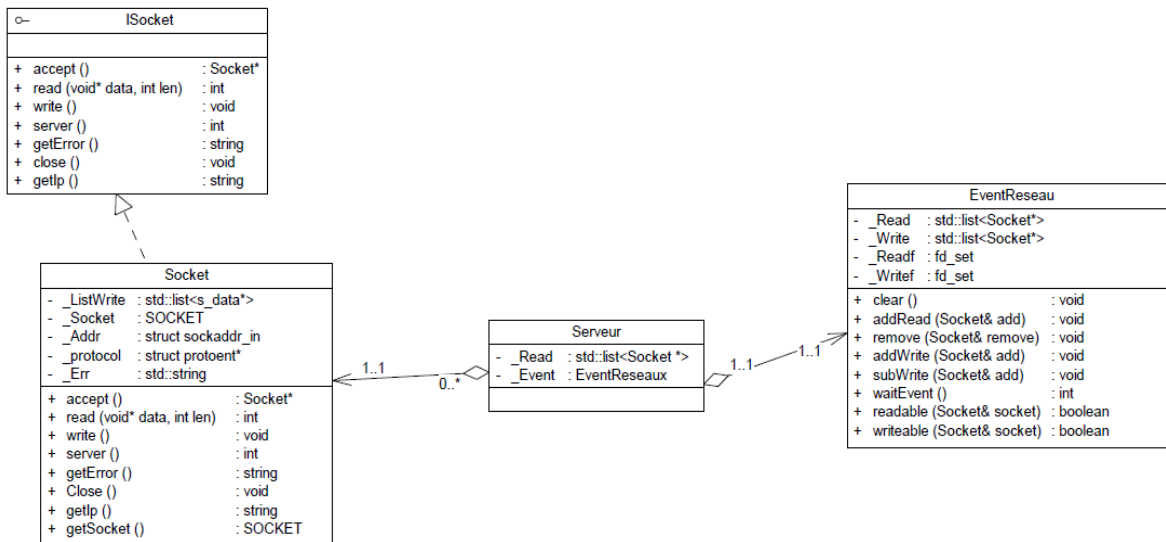 ISocket
+ accept () : Socket*
+ read (void* data, int len) : int
+ write () : void
+ server () : int
+ getError () : string
+ close () : void
+ getIp () : string
Socket
- _ListWrite : std::list<s_data*>
- _Socket : SOCKET
- _Addr : struct sockaddr_in
- _protocol : struct protoent*
- _Err : std::string
+ accept () : Socket*
+ read (void* data, int len) : int
+ write () : void
+ server () : int
+ getError () : string
+ Close () : void
+ getIp () : string
+ getSocket () : SOCKET
1..1
0..*
Serveur
- _Read : std::list<Socket *>
- _Event : EventReseaux
1..1
1..1
EventReseau
- _Read : std::list<Socket*>
- _Write : std::list<Socket*>
- _Readf : fd_set
- _Writef : fd_set
+ clear () : void
+ addRead (Socket& add) : void
+ remove (Socket& remove) : void
+ addWrite (Socket& add) : void
+ subWrite (Socket& add) : void
+ waitEvent () : int
+ readable (Socket& socket) : boolean
+ writeable (Socket& socket) : boolean